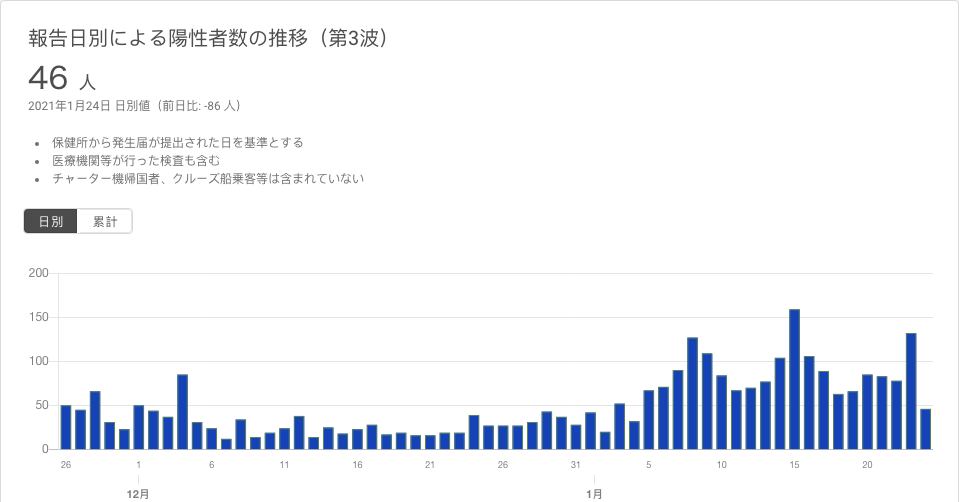 報告日別による陽性者数の推移（第3波）
46 人
2021年1月24日 日別値（前日比: -86 人）
保健所から発生届が提出された日を基準とする
医療機関等が行った検査も含む
チャーター機帰国者、クルーズ船乗客等は含まれていない
日別 累計
200
150
100
50
0
26 1 6 11 16 21 26 31 5 10 15 20
12月 1月